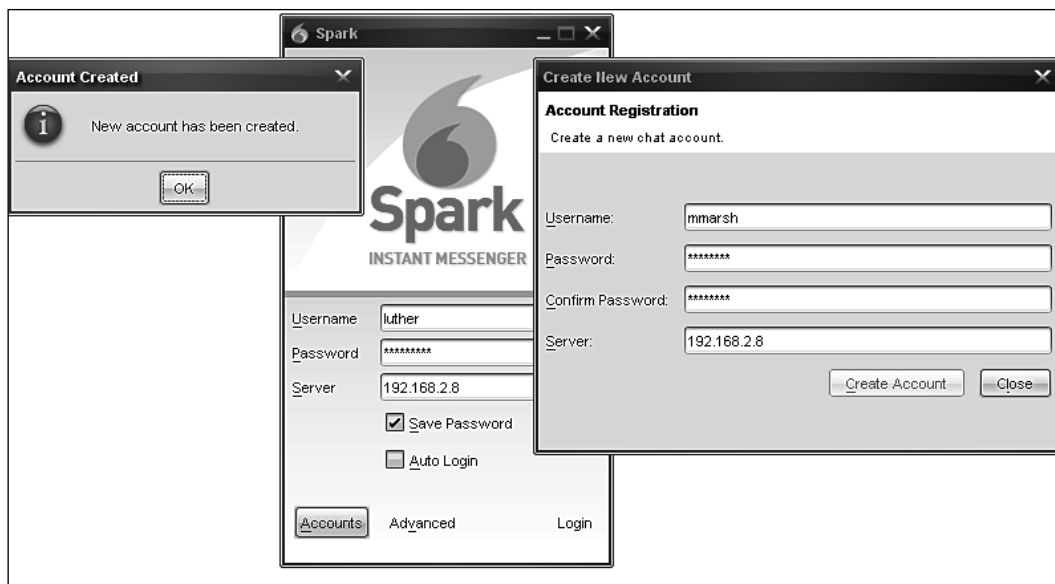 Spark
Account Created
New account has been created.
OK
Spark
INSTANT MESSENGER
Username luther
Password *********
Server 192.168.2.8
Save Password
Auto Login
Accounts Advanced Login
Create New Account
Account Registration
Create a new chat account.
Username: mmarsh
Password: ********
Confirm Password: ********
Server: 192.168.2.8
Create Account Close